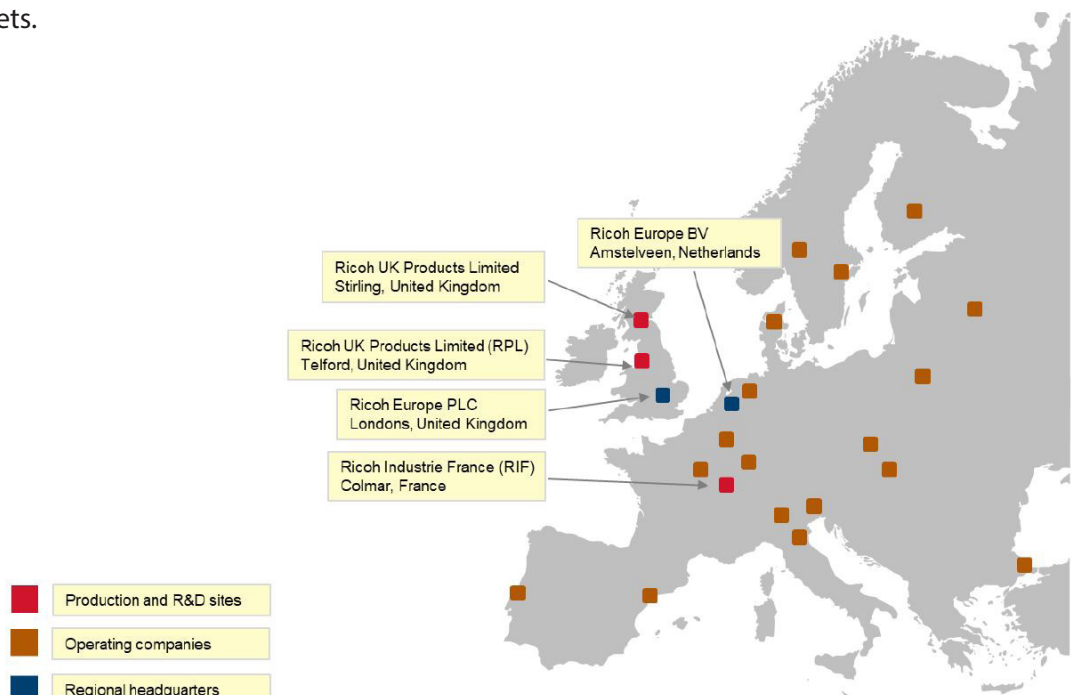 ets.
Ricoh Europe BV
Amstelveen, Netherlands
Ricoh UK Products Limited
Stirling, United Kingdom
Ricoh UK Products Limited (RPL)
Telford, United Kingdom
Ricoh Europe PLC
Londons, United Kingdom
Ricoh Industrie France (RIF)
Colmar, France
Production and R&D sites
Operating companies
Regional headquarters